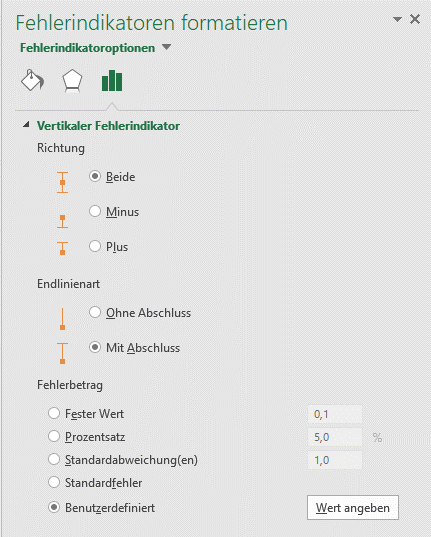 Fehlerindikatoren formatieren
Fehlerindikatoroptionen
Vertikaler Fehlerindikator
Richtung
Beide
Minus
Plus
Endlinienart
Ohne Abschluss
Mit Abschluss
Fehlerbetrag
Fester Wert 0,1
Prozentsatz 5,0 %
Standardabweichung(en) 1,0
Standardfehler
Benutzerdefiniert Wert angeben